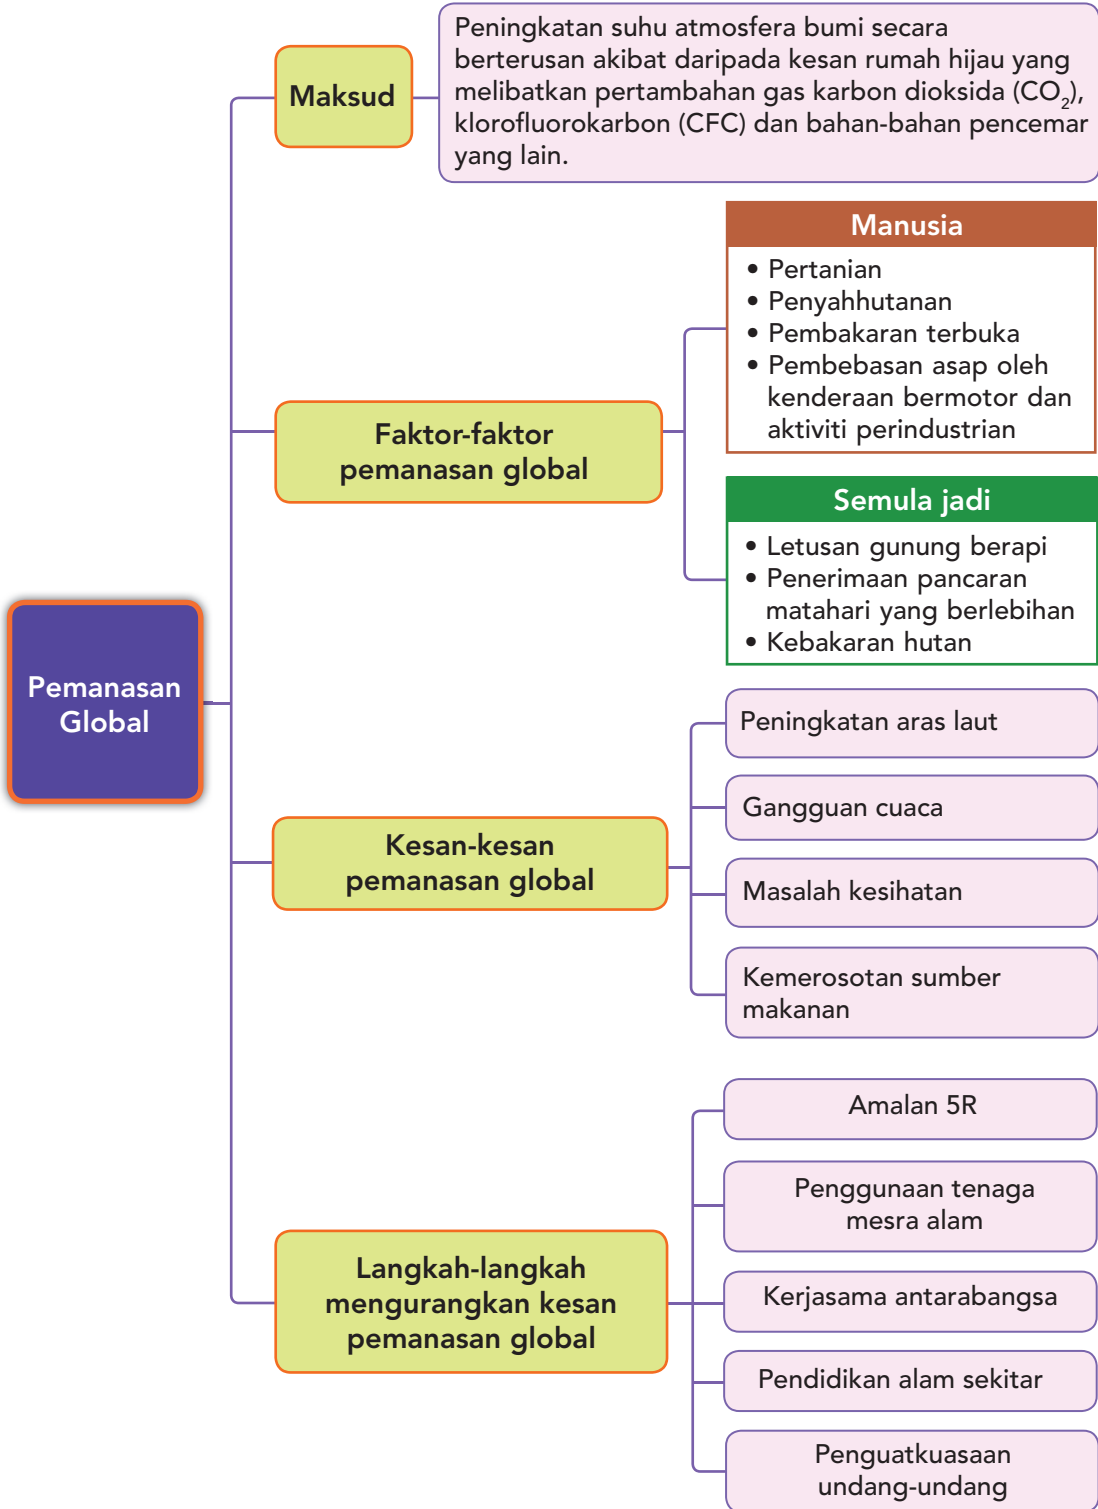 Pemanasan
Global
Maksud
Peningkatan suhu atmosfera bumi secara
berterusan akibat daripada kesan rumah hijau yang
melibatkan pertambahan gas karbon dioksida (CO₂),
klorofluorokarbon (CFC) dan bahan-bahan pencemar
yang lain.
Faktor-faktor
pemanasan global
Manusia
• Pertanian
• Penyahhutanan
• Pembakaran terbuka
• Pembebasan asap oleh
kenderaan bermotor dan
aktiviti perindustrian
Semula jadi
• Letusan gunung berapi
• Penerimaan pancaran
matahari yang berlebihan
• Kebakaran hutan
Kesan-kesan
pemanasan global
Peningkatan aras laut
Gangguan cuaca
Masalah kesihatan
Kemerosotan sumber
makanan
Langkah-langkah
mengurangkan kesan
pemanasan global
Amalan 5R
Penggunaan tenaga
mesra alam
Kerjasama antarabangsa
Pendidikan alam sekitar
Penguatkuasaan
undang-undang